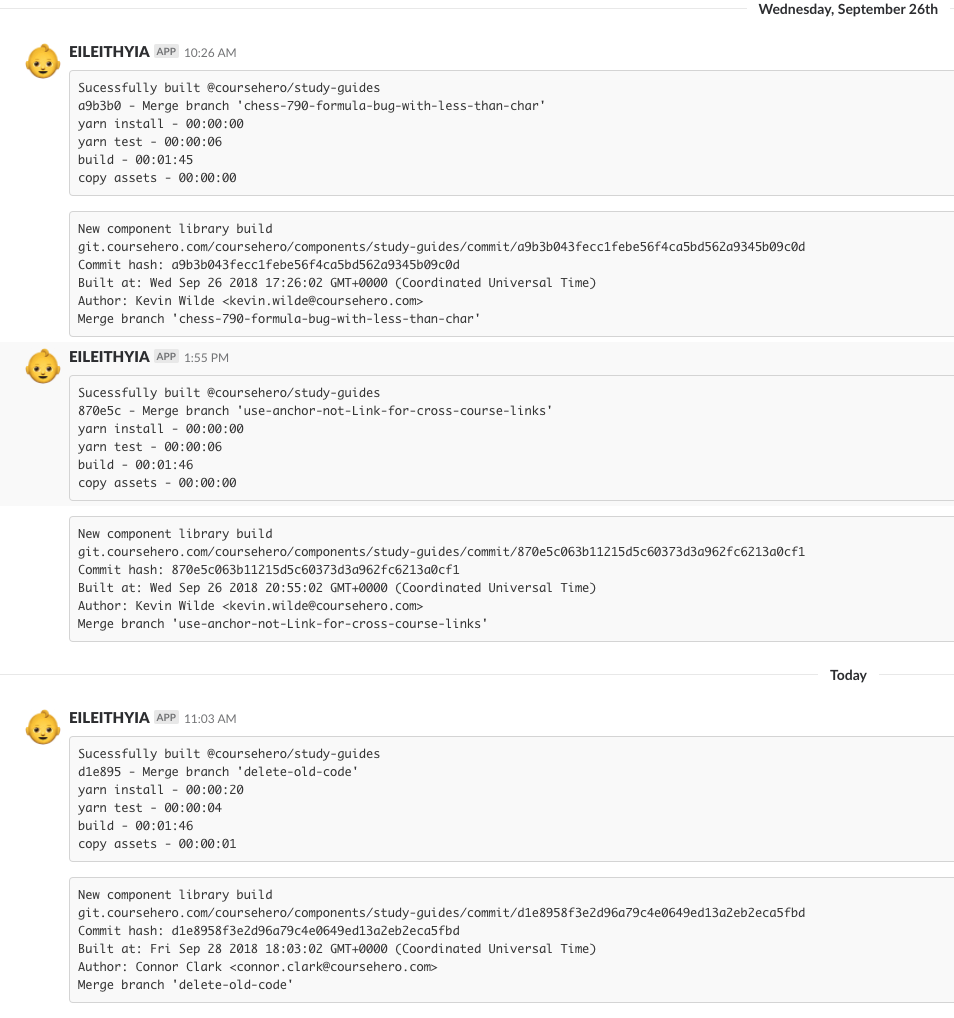 Wednesday, September 26th
EILEITHYIA APP 10:26 AM
Sucessfully built @coursehero/study-guides
a9b3b0 - Merge branch 'chess-790-formula-bug-with-less-than-char'
yarn install - 00:00:00
yarn test - 00:00:06
build - 00:01:45
copy assets - 00:00:00
New component library build
git.coursehero.com/coursehero/components/study-guides/commit/a9b3b043fecc1febe56f4ca5bd562a9345b09c0d
Commit hash: a9b3b043fecc1febe56f4ca5bd562a9345b09c0d
Built at: Wed Sep 26 2018 17:26:02 GMT+0000 (Coordinated Universal Time)
Author: Kevin Wilde <kevin.wilde@coursehero.com>
Merge branch 'chess-790-formula-bug-with-less-than-char'
EILEITHYIA APP 1:55 PM
Sucessfully built @coursehero/study-guides
870e5c - Merge branch 'use-anchor-not-Link-for-cross-course-links'
yarn install - 00:00:00
yarn test - 00:00:06
build - 00:01:46
copy assets - 00:00:00
New component library build
git.coursehero.com/coursehero/components/study-guides/commit/870e5c063b11215d5c60373d3a962fc6213a0cf1
Commit hash: 870e5c063b11215d5c60373d3a962fc6213a0cf1
Built at: Wed Sep 26 2018 20:55:02 GMT+0000 (Coordinated Universal Time)
Author: Kevin Wilde <kevin.wilde@coursehero.com>
Merge branch 'use-anchor-not-Link-for-cross-course-links'
Today
EILEITHYIA APP 11:03 AM
Sucessfully built @coursehero/study-guides
d1e895 - Merge branch 'delete-old-code'
yarn install - 00:00:20
yarn test - 00:00:04
build - 00:01:46
copy assets - 00:00:01
New component library build
git.coursehero.com/coursehero/components/study-guides/commit/d1e8958f3e2d96a79c4e0649ed13a2eb2eca5fbd
Commit hash: d1e8958f3e2d96a79c4e0649ed13a2eb2eca5fbd
Built at: Fri Sep 28 2018 18:03:02 GMT+0000 (Coordinated Universal Time)
Author: Connor Clark <connor.clark@coursehero.com>
Merge branch 'delete-old-code'